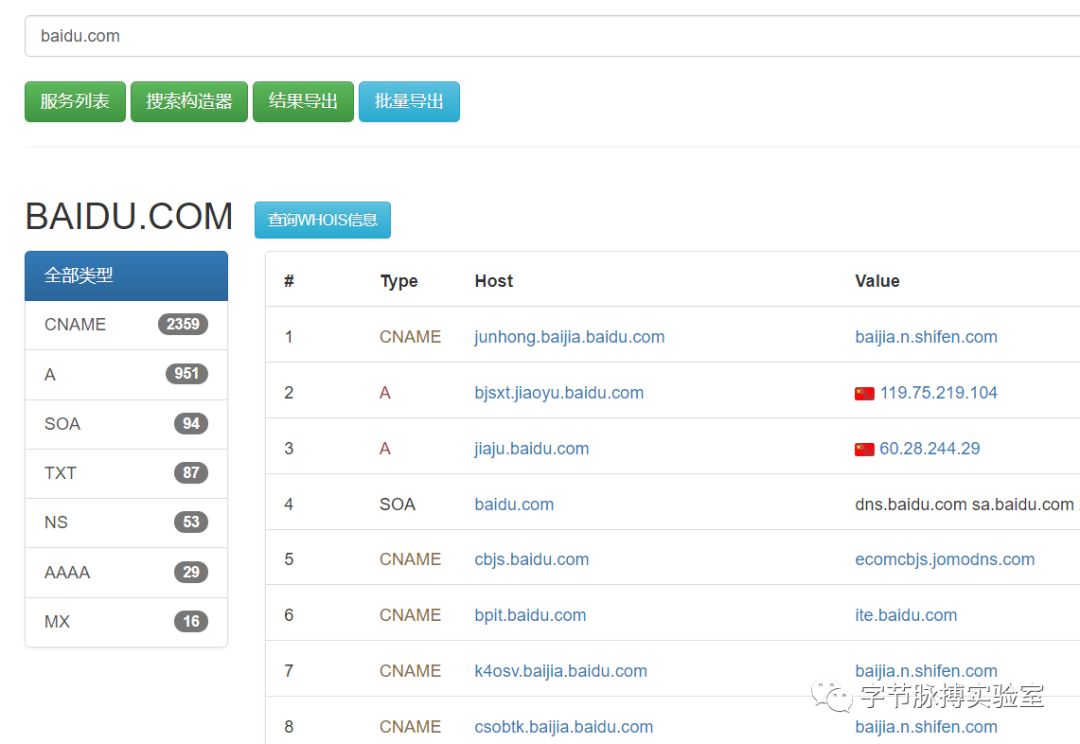 baidu.com
服务列表 搜索构造器 结果导出 批量导出
BAIDU.COM 查询WHOIS信息
全部类型
CNAME 2359
A 951
SOA 94
TXT 87
NS 53
AAAA 29
MX 16
# Type Host Value
1 CNAME junhong.baijia.baidu.com baijia.n.shifen.com
2 A bjsxt.jiaoyu.baidu.com 119.75.219.104
3 A jiaju.baidu.com 60.28.244.29
4 SOA baidu.com dns.baidu.com sa.baidu.com
5 CNAME cbjs.baidu.com ecomcbjs.jomodns.com
6 CNAME bpit.baidu.com ite.baidu.com
7 CNAME k4osv.baijia.baidu.com baijia.n.shifen.com
8 CNAME csobtk.baijia.baidu.com baijia.n.shifen.com
字节脉搏实验室